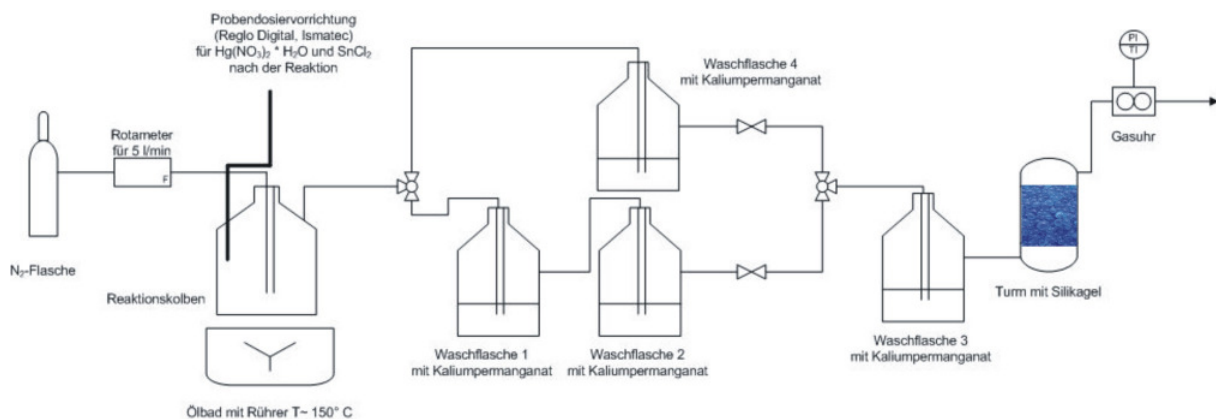 Probendosiervorrichtung
(Reglo Digital, Ismatec)
für Hg(NO₃)₂ * H₂O und SnCl₂
nach der Reaktion
Rotameter
für 5 l/min
F
N₂-Flasche
Reaktionskolben
Ölbad mit Rührer T~ 150° C
Waschflasche 4
mit Kaliumpermanganat
Waschflasche 1
mit Kaliumpermanganat
Waschflasche 2
mit Kaliumpermanganat
Waschflasche 3
mit Kaliumpermanganat
Turm mit Silikagel
PI
TI
Gasuhr